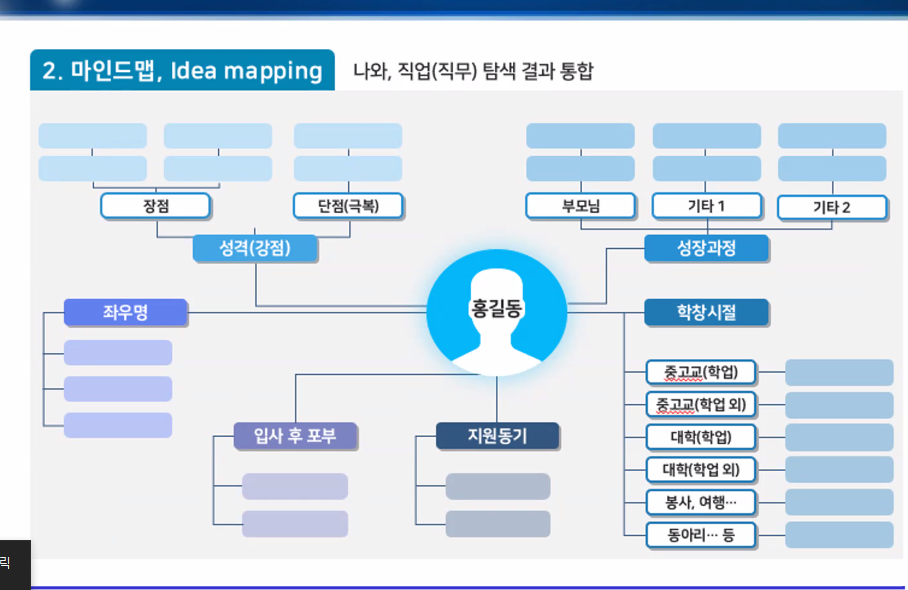 2. 마인드맵, Idea mapping
나와, 직업(직무) 탐색 결과 통합
장점
단점(극복)
부모님
기타 1
기타 2
성격(강점)
성장과정
좌우명
홍길동
학창시절
중고교(학업)
중고교(학업 외)
대학(학업)
대학(학업 외)
봉사, 여행…
동아리… 등
입사 후 포부
지원동기
릭